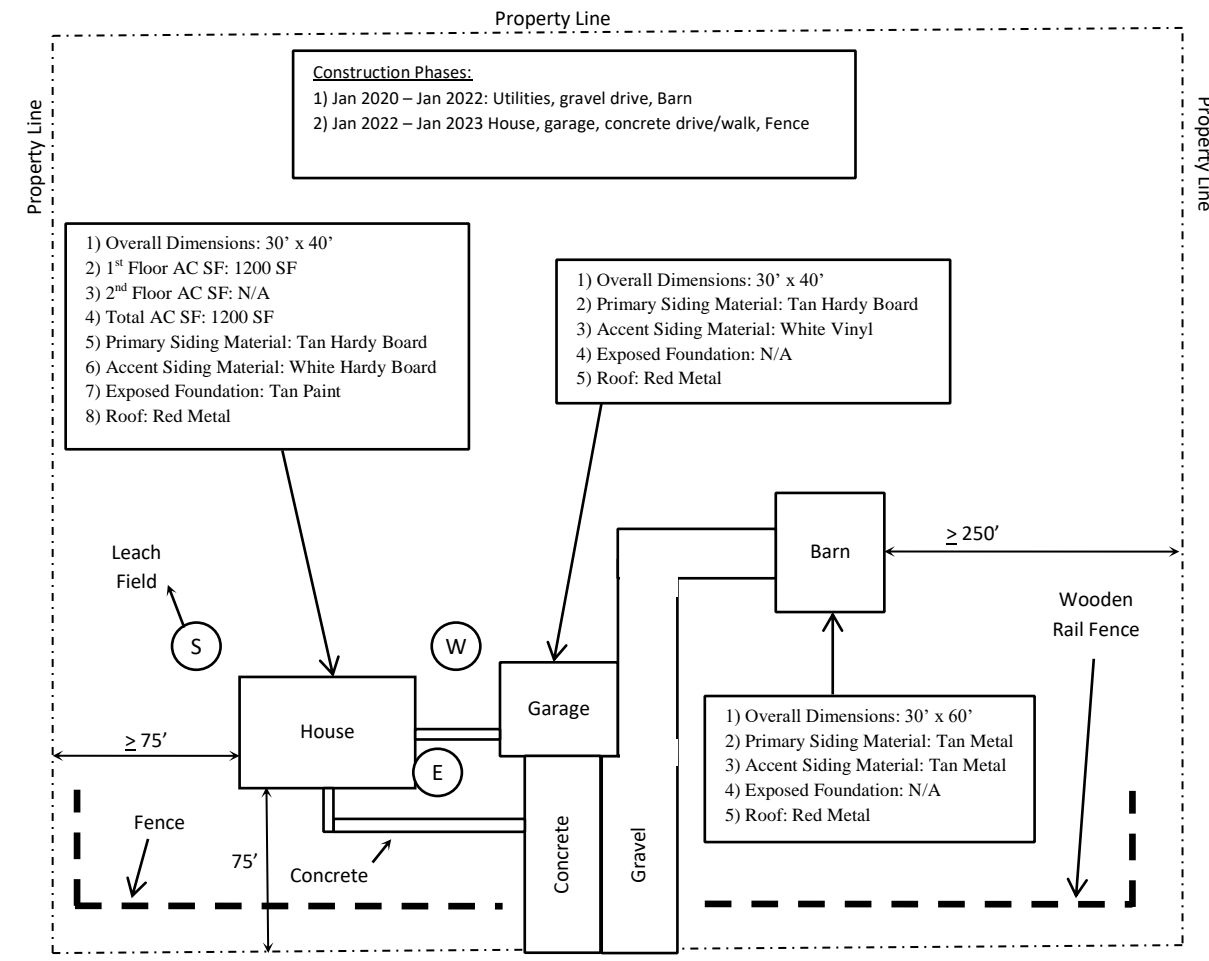 Property Line
Construction Phases:
1) Jan 2020 – Jan 2022: Utilities, gravel drive, Barn
2) Jan 2022 – Jan 2023 House, garage, concrete drive/walk, Fence
Property Line
Property Line
1) Overall Dimensions: 30’ x 40’
2) 1st Floor AC SF: 1200 SF
3) 2nd Floor AC SF: N/A
4) Total AC SF: 1200 SF
5) Primary Siding Material: Tan Hardy Board
6) Accent Siding Material: White Hardy Board
7) Exposed Foundation: Tan Paint
8) Roof: Red Metal
1) Overall Dimensions: 30’ x 40’
2) Primary Siding Material: Tan Hardy Board
3) Accent Siding Material: White Vinyl
4) Exposed Foundation: N/A
5) Roof: Red Metal
Leach
Field
S
W
Barn
≥ 250’
Wooden
Rail Fence
House
Garage
≥ 75’
E
1) Overall Dimensions: 30’ x 60’
2) Primary Siding Material: Tan Metal
3) Accent Siding Material: Tan Metal
4) Exposed Foundation: N/A
5) Roof: Red Metal
Fence
75’
Concrete
Concrete
Gravel